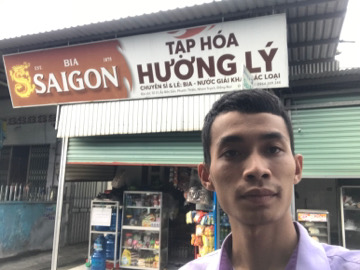 BIA
SAIGON
TẠP HÓA
HƯƠNG LÝ
CHUYÊN SỈ & LẺ: BIA - NƯỚC GIẢI KHÁT CÁC LOẠI